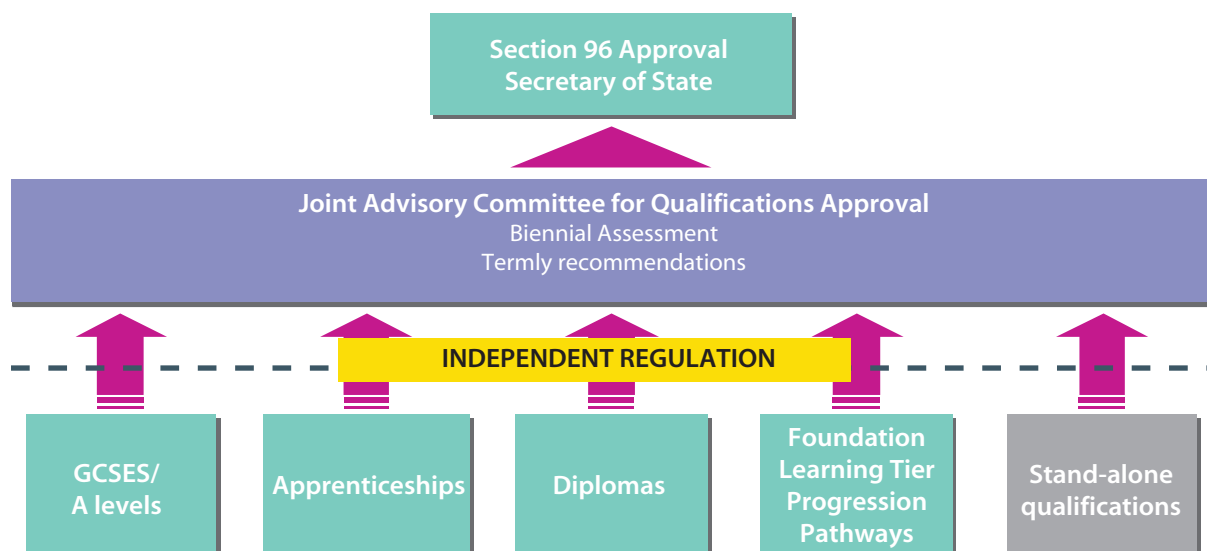 Section 96 Approval
Secretary of State
Joint Advisory Committee for Qualifications Approval
Biennial Assessment
Termly recommendations
INDEPENDENT REGULATION
GCSES/
A levels
Apprenticeships
Diplomas
Foundation
Learning Tier
Progression
Pathways
Stand-alone
qualifications